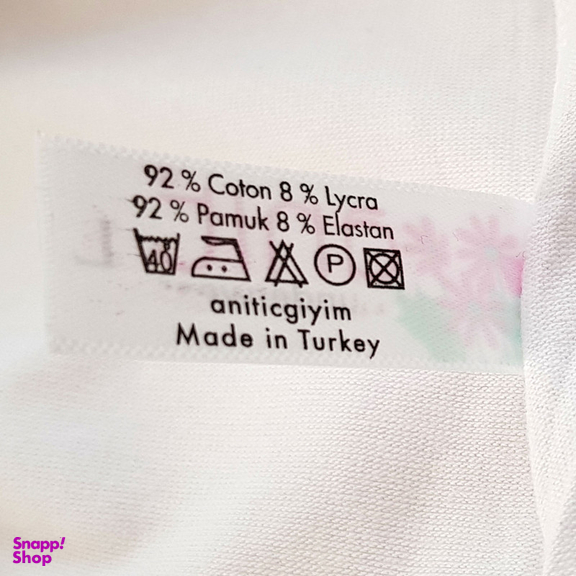 92 % Coton 8 % Lycra
92 % Pamuk 8 % Elastan
40 P
aniticgiyim
Made in Turkey
Snapp!
Shop